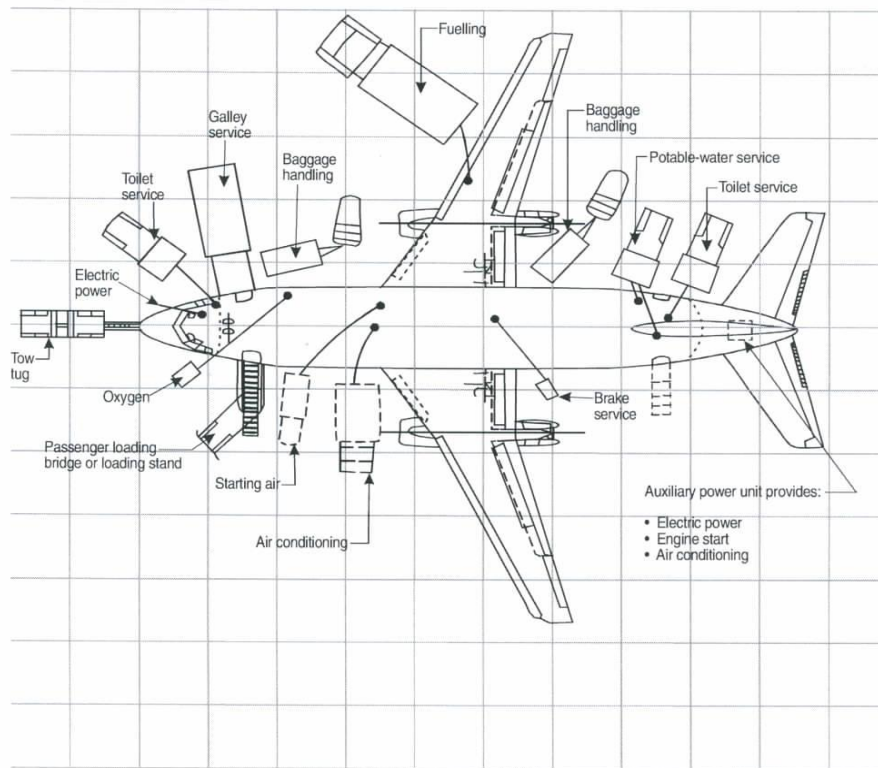 Fuelling
Galley
service
Baggage
handling
Baggage
handling
Potable-water service
Toilet
service
Toilet service
Electric
power
Tow
tug
Oxygen
Brake
service
Passenger loading
bridge or loading stand
Starting air
Air conditioning
Auxiliary power unit provides:
• Electric power
• Engine start
• Air conditioning